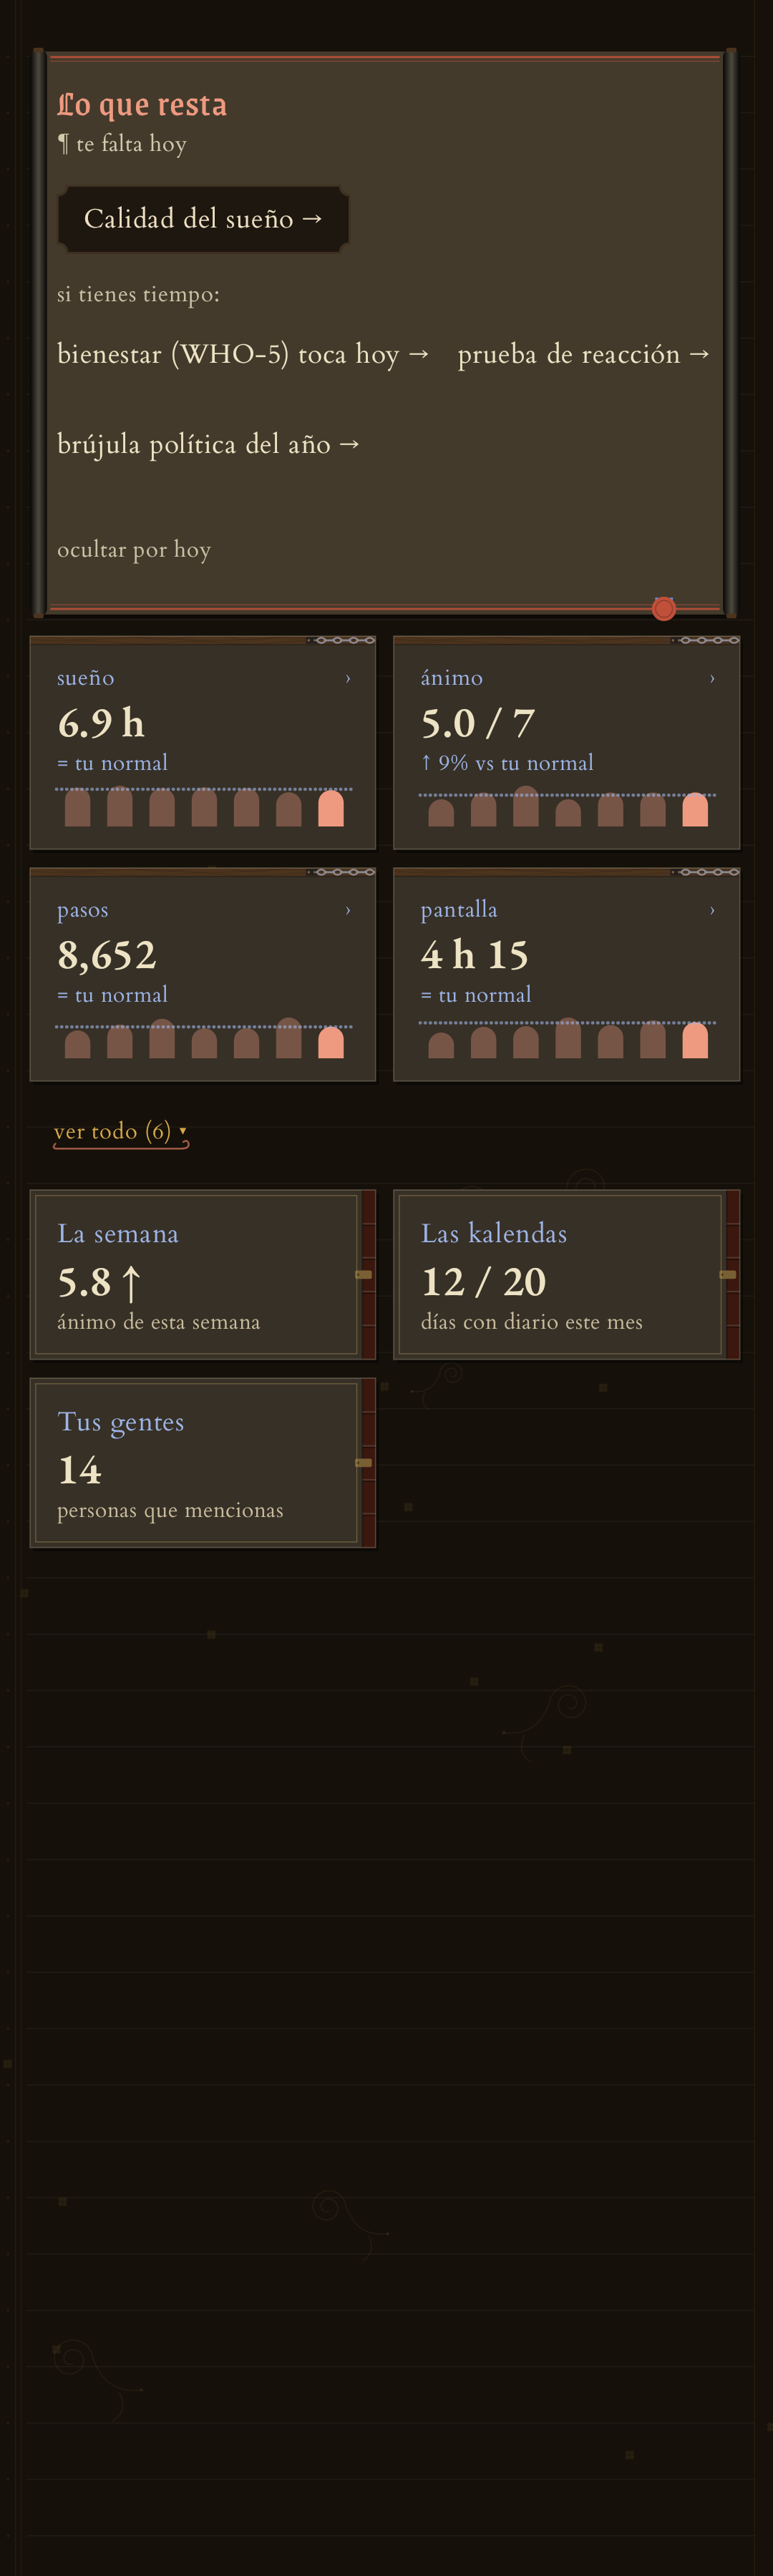 Lo que resta
¶ te falta hoy
Calidad del sueño →
si tienes tiempo:
bienestar (WHO-5) toca hoy → prueba de reacción →
brújula política del año →
ocultar por hoy
sueño ›
6.9 h
= tu normal
ánimo ›
5.0 / 7
↑ 9% vs tu normal
pasos ›
8,652
= tu normal
pantalla ›
4 h 15
= tu normal
ver todo (6) ▾
La semana
5.8 ↑
ánimo de esta semana
Las kalendas
12 / 20
días con diario este mes
Tus gentes
14
personas que mencionas